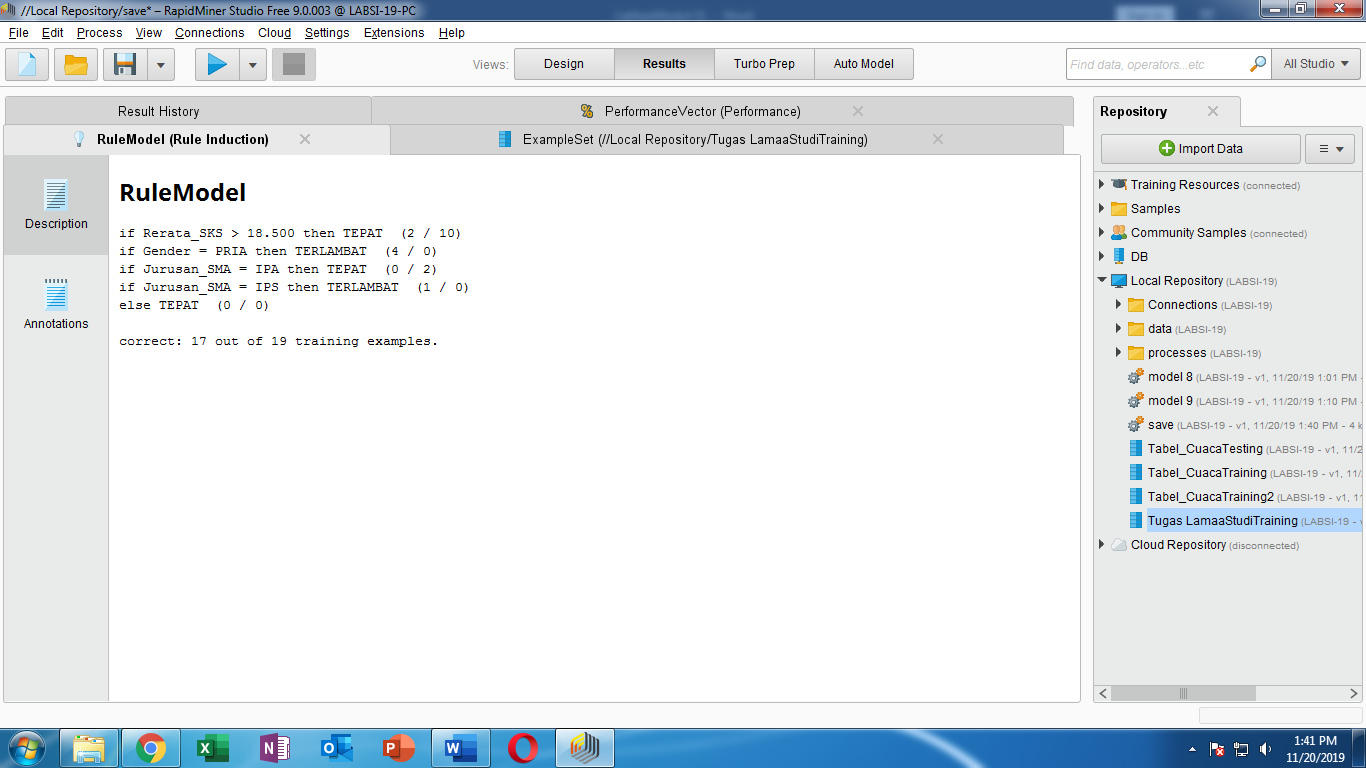 //Local Repository/save* – RapidMiner Studio Free 9.0.003 @ LABSI-19-PC
File Edit Process View Connections Cloud Settings Extensions Help
Views: Design Results Turbo Prep Auto Model
Find data, operators...etc
All Studio
Result History
PerformanceVector (Performance)
RuleModel (Rule Induction)
ExampleSet (//Local Repository/Tugas LamaaStudiTraining)
Description
Annotations
RuleModel
if Rerata_SKS > 18.500 then TEPAT (2 / 10)
if Gender = PRIA then TERLAMBAT (4 / 0)
if Jurusan_SMA = IPA then TEPAT (0 / 2)
if Jurusan_SMA = IPS then TERLAMBAT (1 / 0)
else TEPAT (0 / 0)
correct: 17 out of 19 training examples.
Repository
Import Data
Training Resources (connected)
Samples
Community Samples (connected)
DB
Local Repository (LABSI-19)
Connections (LABSI-19)
data (LABSI-19)
processes (LABSI-19)
model 8 (LABSI-19 - v1, 11/20/19 1:01 PM -
model 9 (LABSI-19 - v1, 11/20/19 1:10 PM -
save (LABSI-19 - v1, 11/20/19 1:40 PM - 4 k
Tabel_CuacaTesting (LABSI-19 - v1, 11/2
Tabel_CuacaTraining (LABSI-19 - v1, 11/
Tabel_CuacaTraining2 (LABSI-19 - v1, 11
Tugas LamaaStudiTraining (LABSI-19 - v
Cloud Repository (disconnected)
1:41 PM
11/20/2019